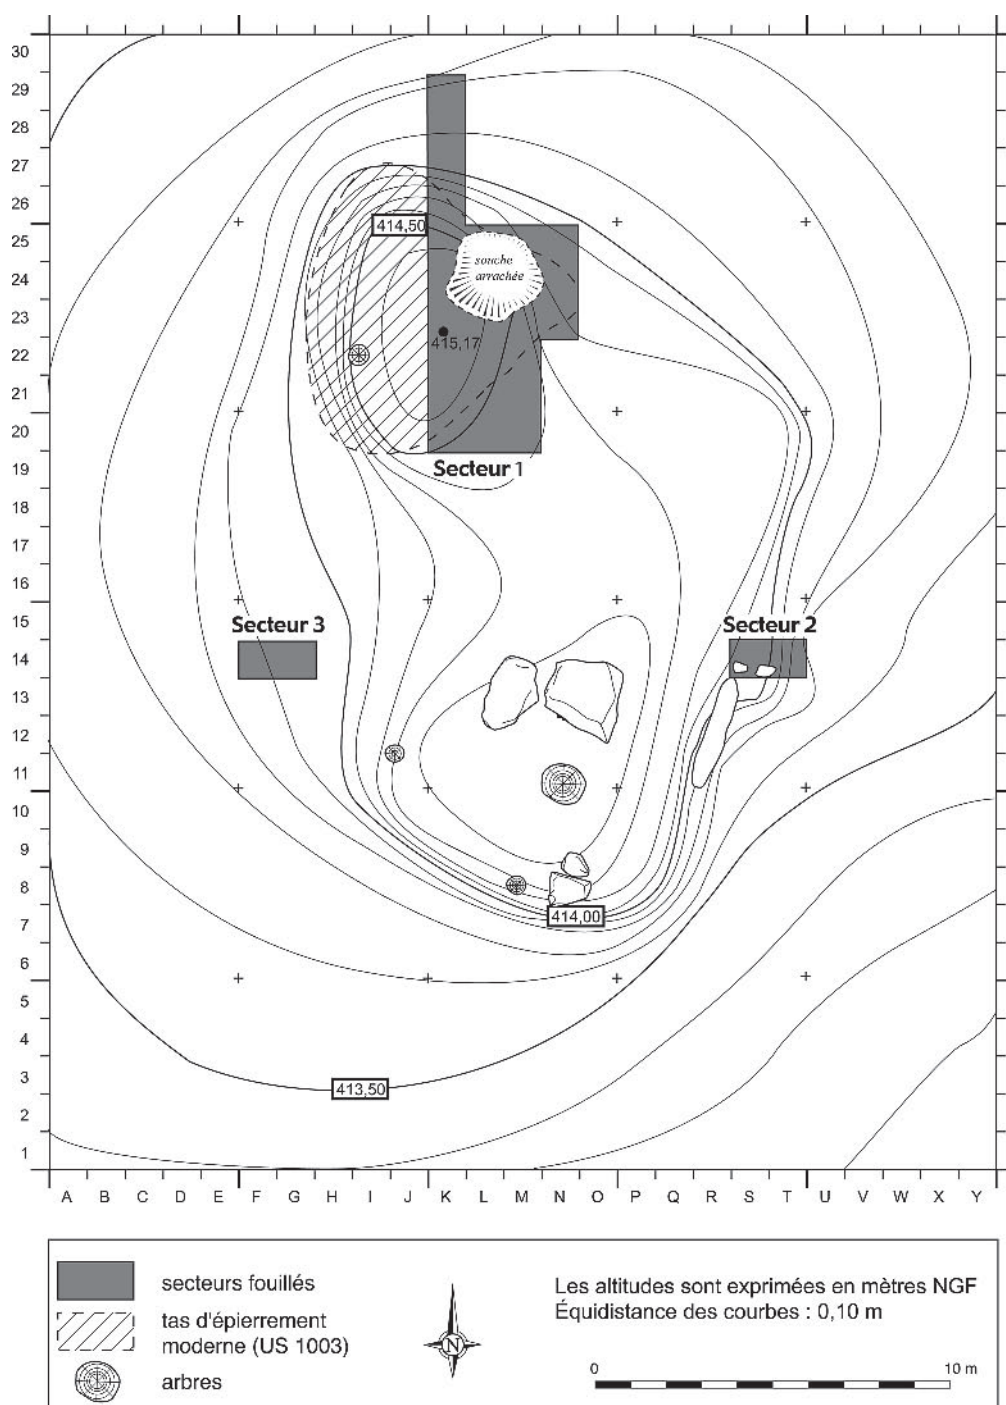 30
29
28
27
26
25
24
23
22
21
20
19
18
17
16
15
14
13
12
11
10
9
8
7
6
5
4
3
2
1
414,50
souche
arrachée
415,17
Secteur 1
Secteur 3
Secteur 2
414,00
413,50
A B C D E F G H I J K L M N O P Q R S T U V W X Y
secteurs fouillés
tas d'épierrement
moderne (US 1003)
arbres
N
Les altitudes sont exprimées en mètres NGF
Équidistance des courbes : 0,10 m
0 10 m